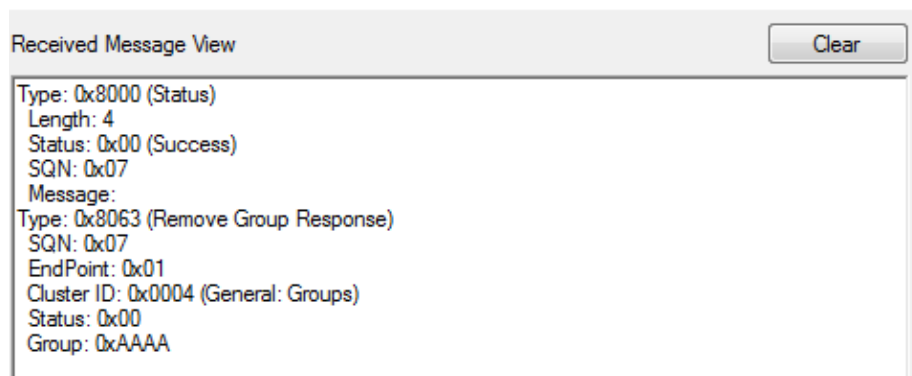 Received Message View
Clear
Type: 0x8000 (Status)
Length: 4
Status: 0x00 (Success)
SQN: 0x07
Message:
Type: 0x8063 (Remove Group Response)
SQN: 0x07
EndPoint: 0x01
Cluster ID: 0x0004 (General: Groups)
Status: 0x00
Group: 0xAAAA